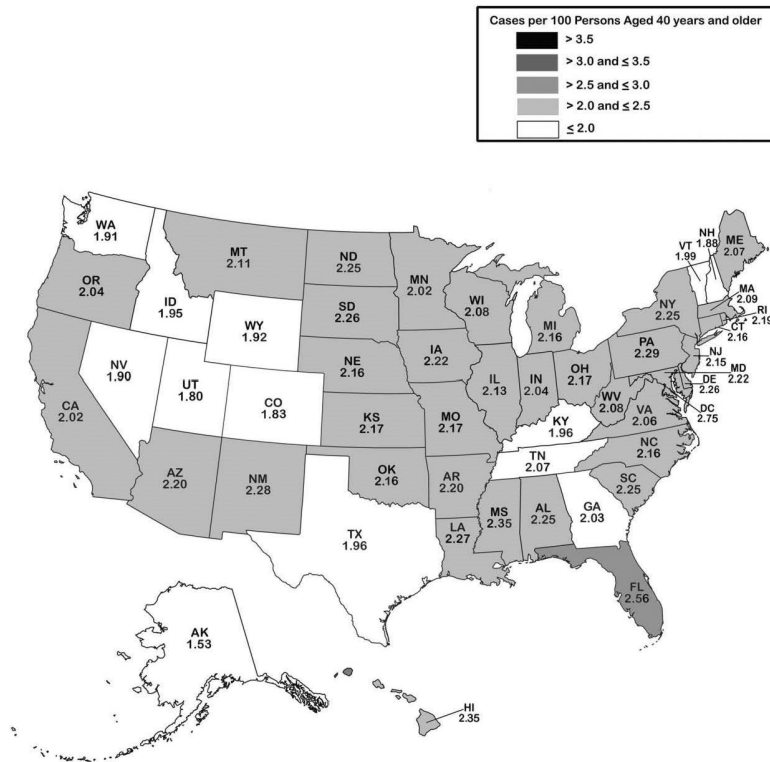 Cases per 100 Persons Aged 40 years and older
> 3.5
> 3.0 and ≤ 3.5
> 2.5 and ≤ 3.0
> 2.0 and ≤ 2.5
≤ 2.0
WA
1.91
OR
2.04
ID
1.95
MT
2.11
WY
1.92
NV
1.90
UT
1.80
CO
1.83
CA
2.02
AZ
2.20
NM
2.28
ND
2.25
SD
2.26
NE
2.16
KS
2.17
OK
2.16
TX
1.96
MN
2.02
IA
2.22
MO
2.17
AR
2.20
LA
2.27
WI
2.08
IL
2.13
MI
2.16
IN
2.04
OH
2.17
KY
1.96
TN
2.07
MS
2.35
AL
2.25
GA
2.03
FL
2.56
SC
2.25
NC
2.16
VA
2.06
WV
2.08
PA
2.29
NY
2.25
VT
1.99
NH
1.88
ME
2.07
MA
2.09
RI
2.19
CT
2.16
NJ
2.15
MD
2.22
DE
2.26
DC
2.75
AK
1.53
HI
2.35